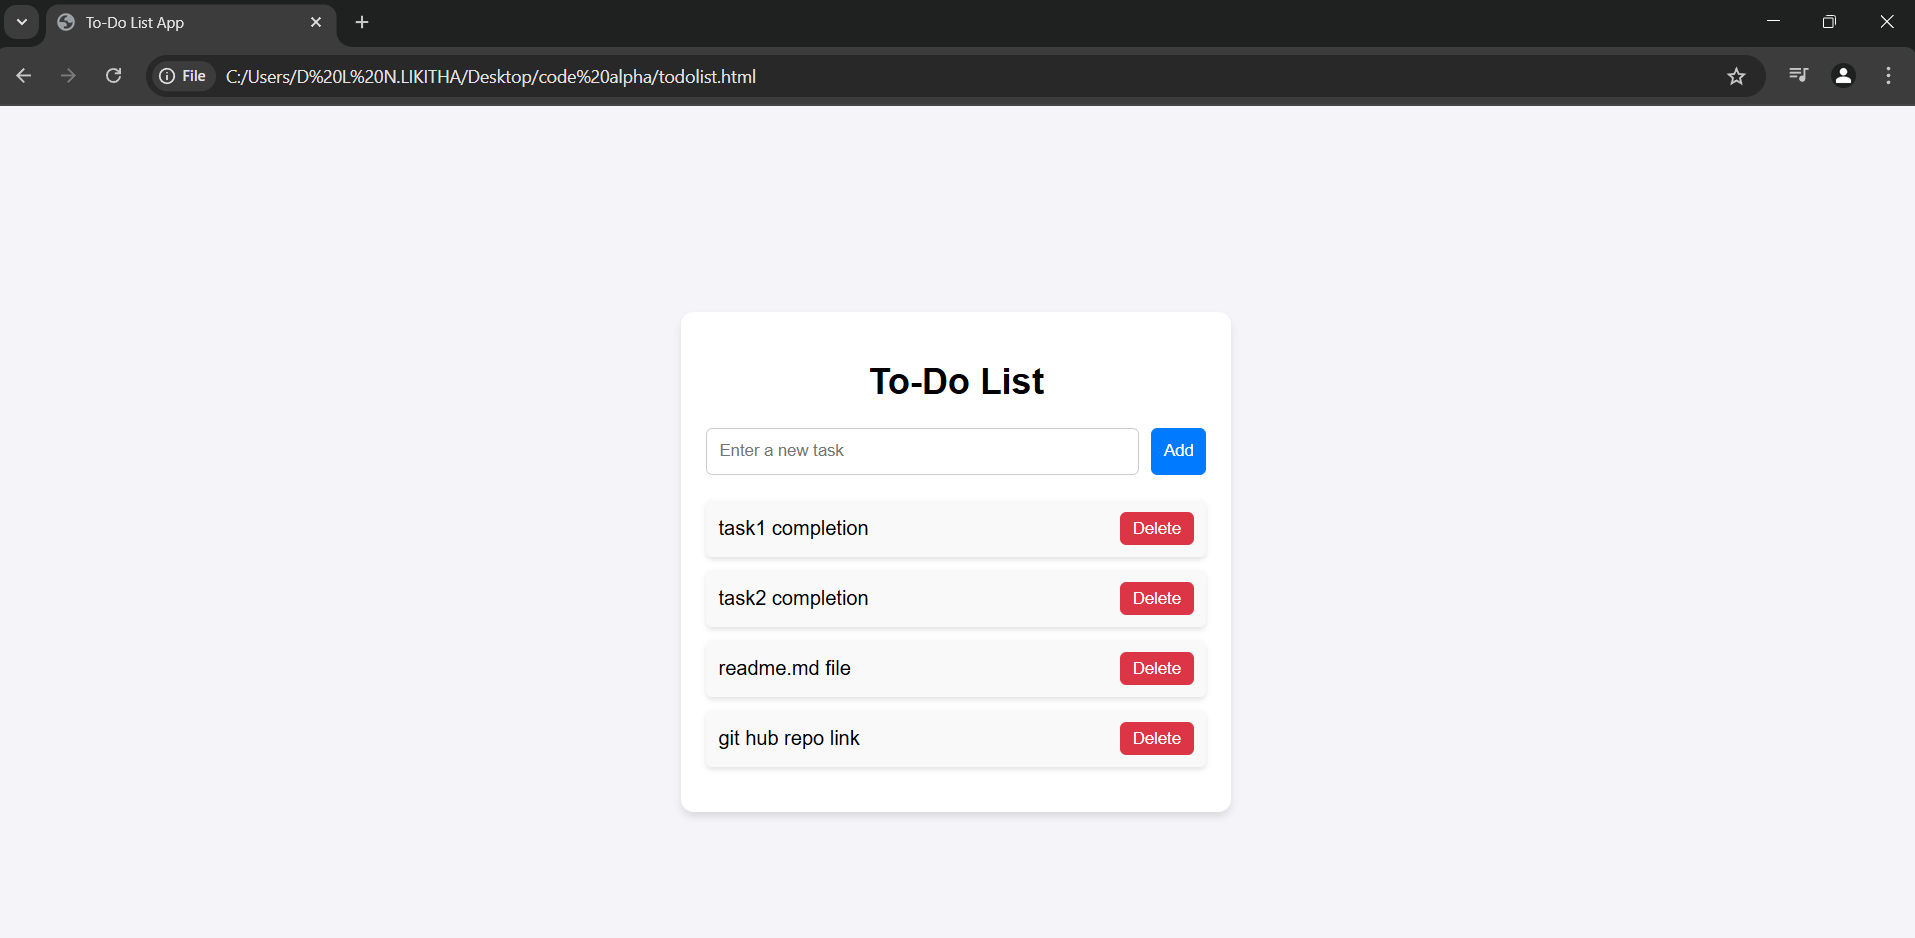 To-Do List App
File C:/Users/D%20L%20N.LIKITHA/Desktop/code%20alpha/todolist.html
To-Do List
Enter a new task Add
task1 completion Delete
task2 completion Delete
readme.md file Delete
git hub repo link Delete